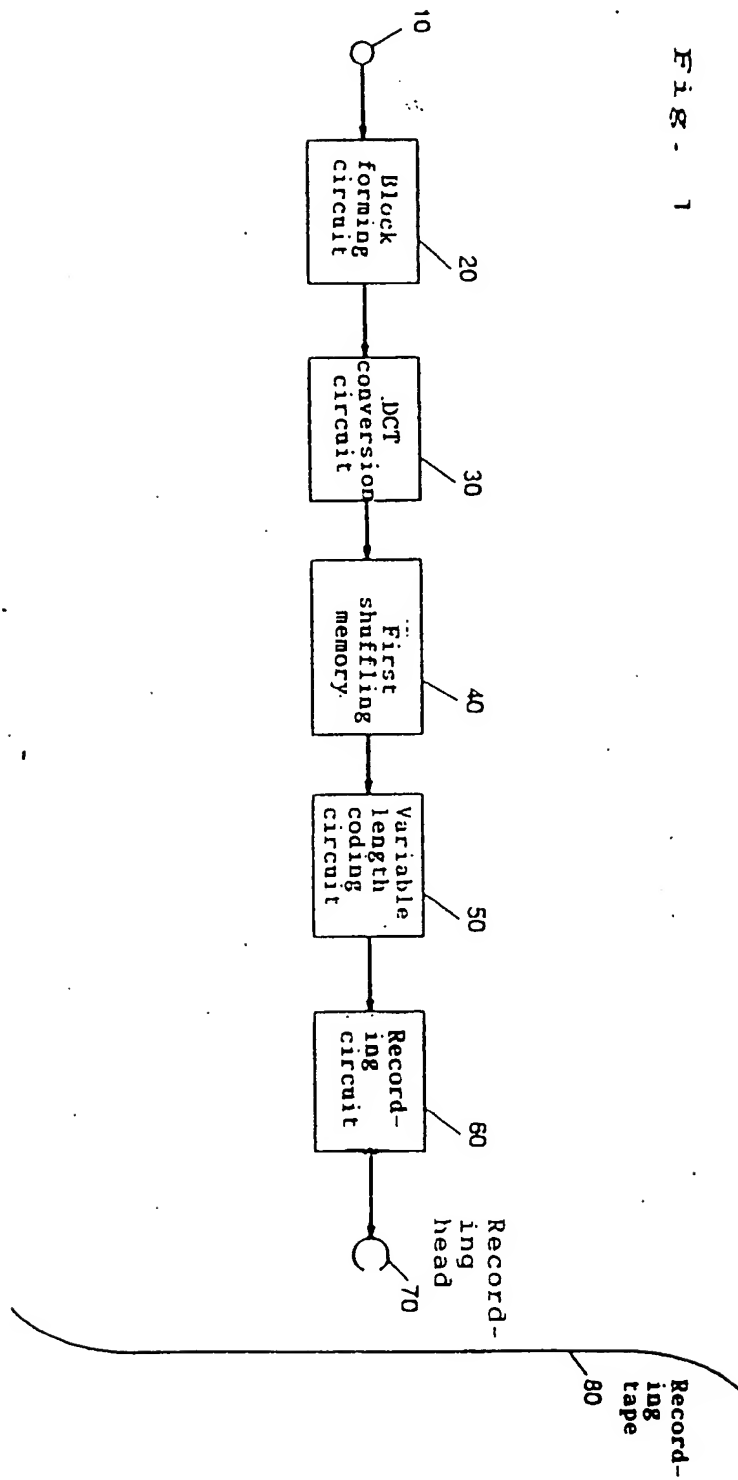 Fig. 1
10
Block
forming
circuit
20
DCT
conversion
circuit
30
First
shuffling
memory
40
Variable
length
coding
circuit
50
Record-
ing
circuit
60
Record-
ing
head
70
Record-
ing
tape
80